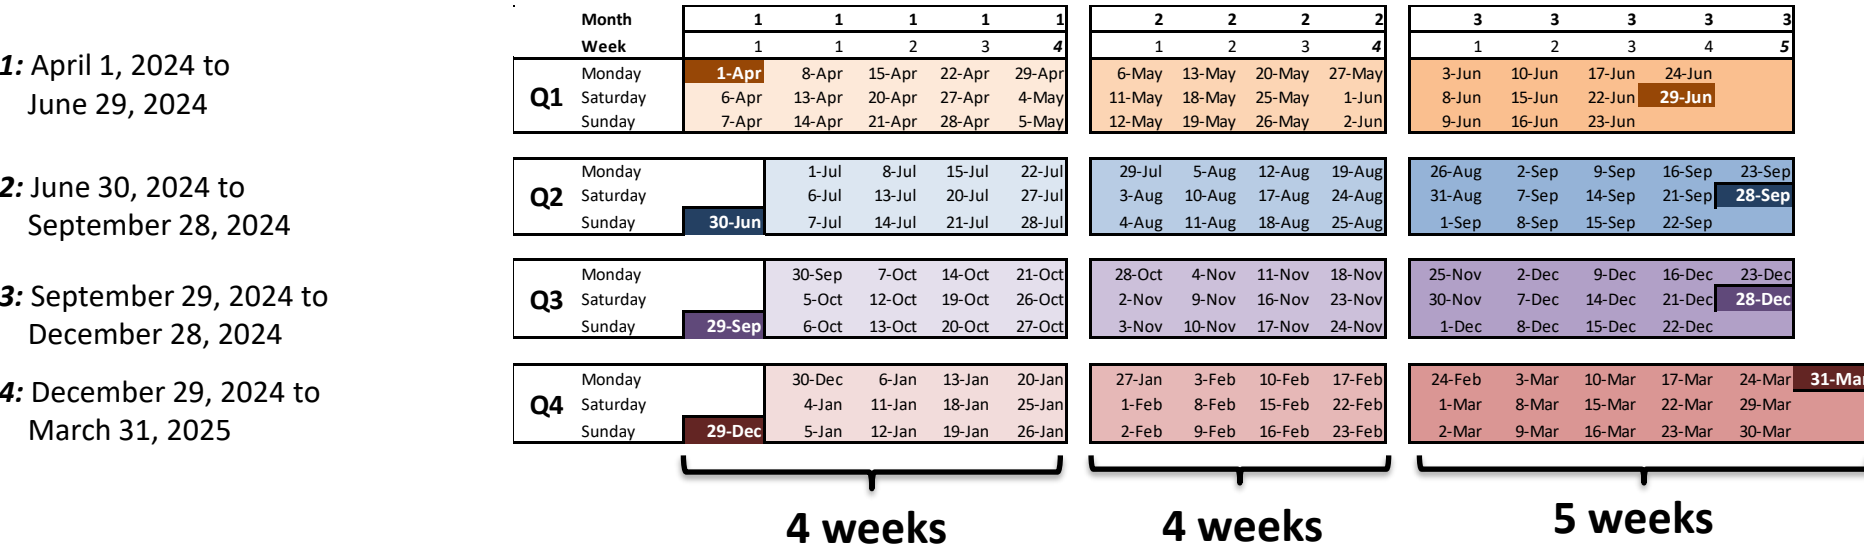 1: April 1, 2024 to
June 29, 2024
2: June 30, 2024 to
September 28, 2024
3: September 29, 2024 to
December 28, 2024
4: December 29, 2024 to
March 31, 2025
Month 1 1 1 1 1 2 2 2 2 3 3 3 3 3
Week 1 1 2 3 4 1 2 3 4 1 2 3 4 5
Q1
Monday 1-Apr 8-Apr 15-Apr 22-Apr 29-Apr 6-May 13-May 20-May 27-May 3-Jun 10-Jun 17-Jun 24-Jun
Saturday 6-Apr 13-Apr 20-Apr 27-Apr 4-May 11-May 18-May 25-May 1-Jun 8-Jun 15-Jun 22-Jun 29-Jun
Sunday 7-Apr 14-Apr 21-Apr 28-Apr 5-May 12-May 19-May 26-May 2-Jun 9-Jun 16-Jun 23-Jun
Q2
Monday 1-Jul 8-Jul 15-Jul 22-Jul 29-Jul 5-Aug 12-Aug 19-Aug 26-Aug 2-Sep 9-Sep 16-Sep 23-Sep
Saturday 6-Jul 13-Jul 20-Jul 27-Jul 3-Aug 10-Aug 17-Aug 24-Aug 31-Aug 7-Sep 14-Sep 21-Sep 28-Sep
Sunday 30-Jun 7-Jul 14-Jul 21-Jul 28-Jul 4-Aug 11-Aug 18-Aug 25-Aug 1-Sep 8-Sep 15-Sep 22-Sep
Q3
Monday 30-Sep 7-Oct 14-Oct 21-Oct 28-Oct 4-Nov 11-Nov 18-Nov 25-Nov 2-Dec 9-Dec 16-Dec 23-Dec
Saturday 5-Oct 12-Oct 19-Oct 26-Oct 2-Nov 9-Nov 16-Nov 23-Nov 30-Nov 7-Dec 14-Dec 21-Dec 28-Dec
Sunday 29-Sep 6-Oct 13-Oct 20-Oct 27-Oct 3-Nov 10-Nov 17-Nov 24-Nov 1-Dec 8-Dec 15-Dec 22-Dec
Q4
Monday 30-Dec 6-Jan 13-Jan 20-Jan 27-Jan 3-Feb 10-Feb 17-Feb 24-Feb 3-Mar 10-Mar 17-Mar 24-Mar 31-Mar
Saturday 4-Jan 11-Jan 18-Jan 25-Jan 1-Feb 8-Feb 15-Feb 22-Feb 1-Mar 8-Mar 15-Mar 22-Mar 29-Mar
Sunday 29-Dec 5-Jan 12-Jan 19-Jan 26-Jan 2-Feb 9-Feb 16-Feb 23-Feb 2-Mar 9-Mar 16-Mar 23-Mar 30-Mar
4 weeks 4 weeks 5 weeks